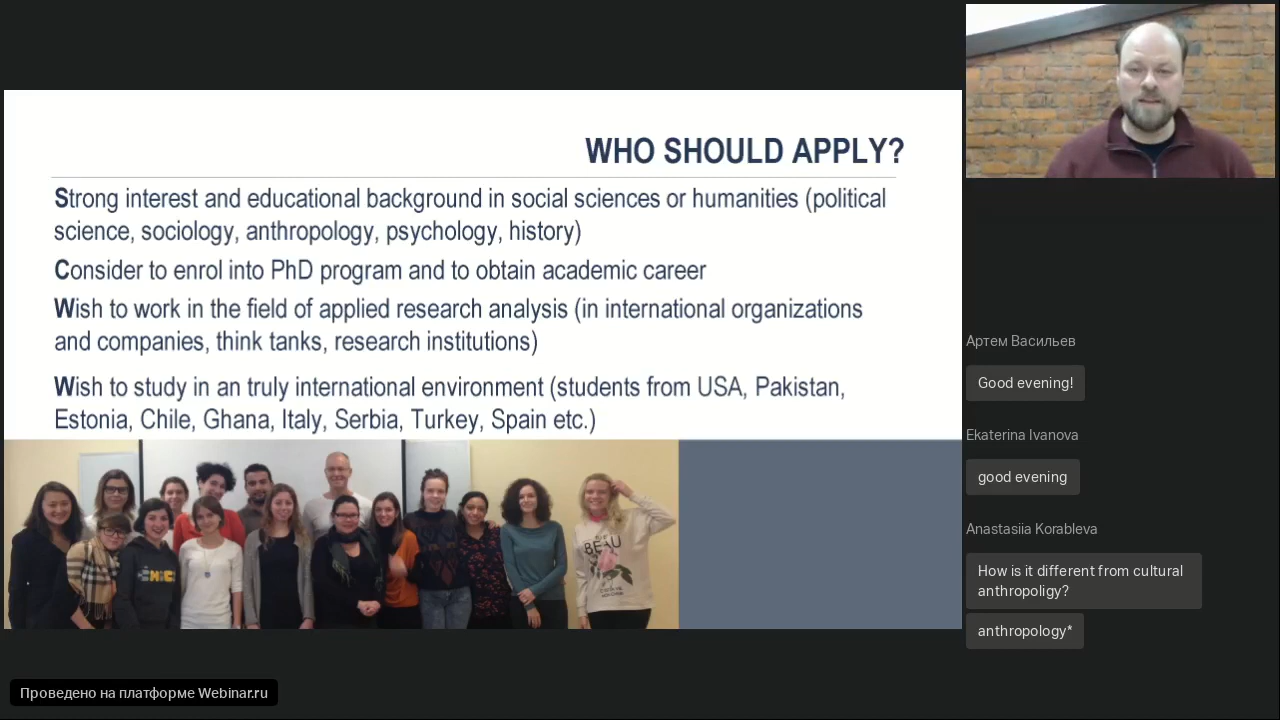 WHO SHOULD APPLY?
Strong interest and educational background in social sciences or humanities (political
science, sociology, anthropology, psychology, history)
Consider to enrol into PhD program and to obtain academic career
Wish to work in the field of applied research analysis (in international organizations
and companies, think tanks, research institutions)
Wish to study in an truly international environment (students from USA, Pakistan,
Estonia, Chile, Ghana, Italy, Serbia, Turkey, Spain etc.)
BEAU
Артем Васильев
Good evening!
Ekaterina Ivanova
good evening
Anastasiia Korableva
How is it different from cultural
anthropoligy?
anthropology*
Проведено на платформе Webinar.ru